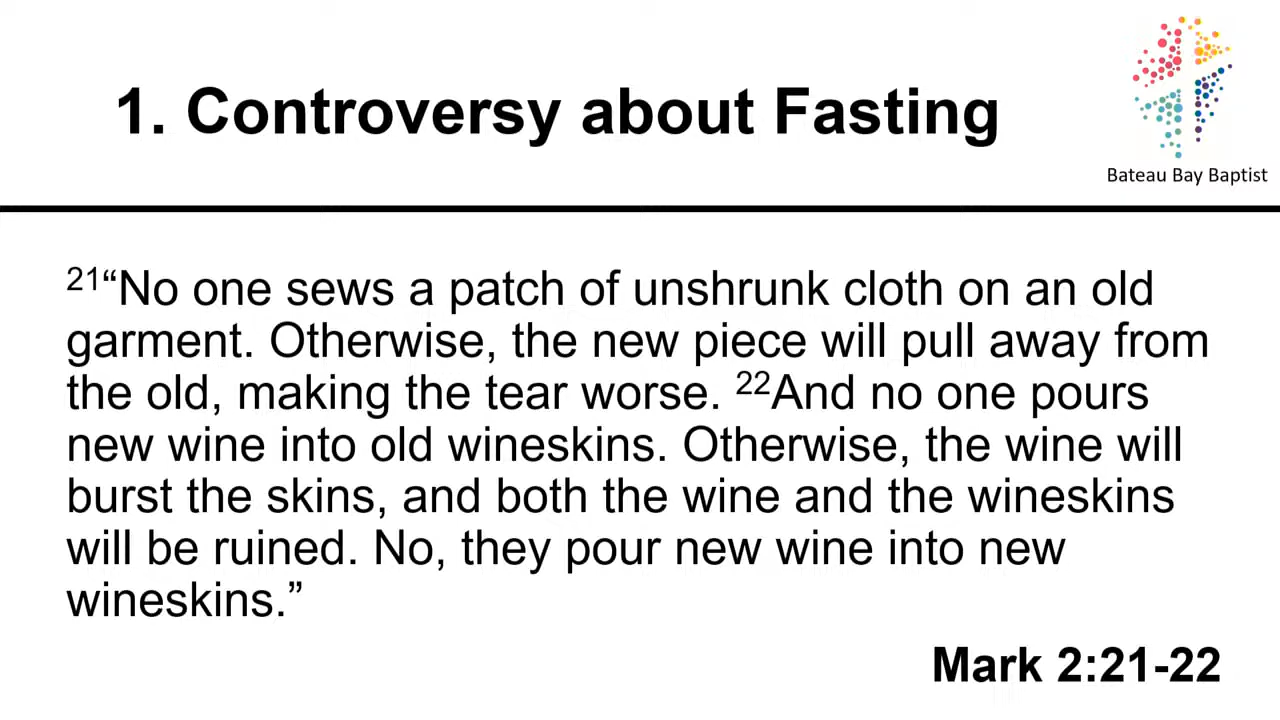 1. Controversy about Fasting
Bateau Bay Baptist
21“No one sews a patch of unshrunk cloth on an old
garment. Otherwise, the new piece will pull away from
the old, making the tear worse. 22And no one pours
new wine into old wineskins. Otherwise, the wine will
burst the skins, and both the wine and the wineskins
will be ruined. No, they pour new wine into new
wineskins.”
Mark 2:21-22